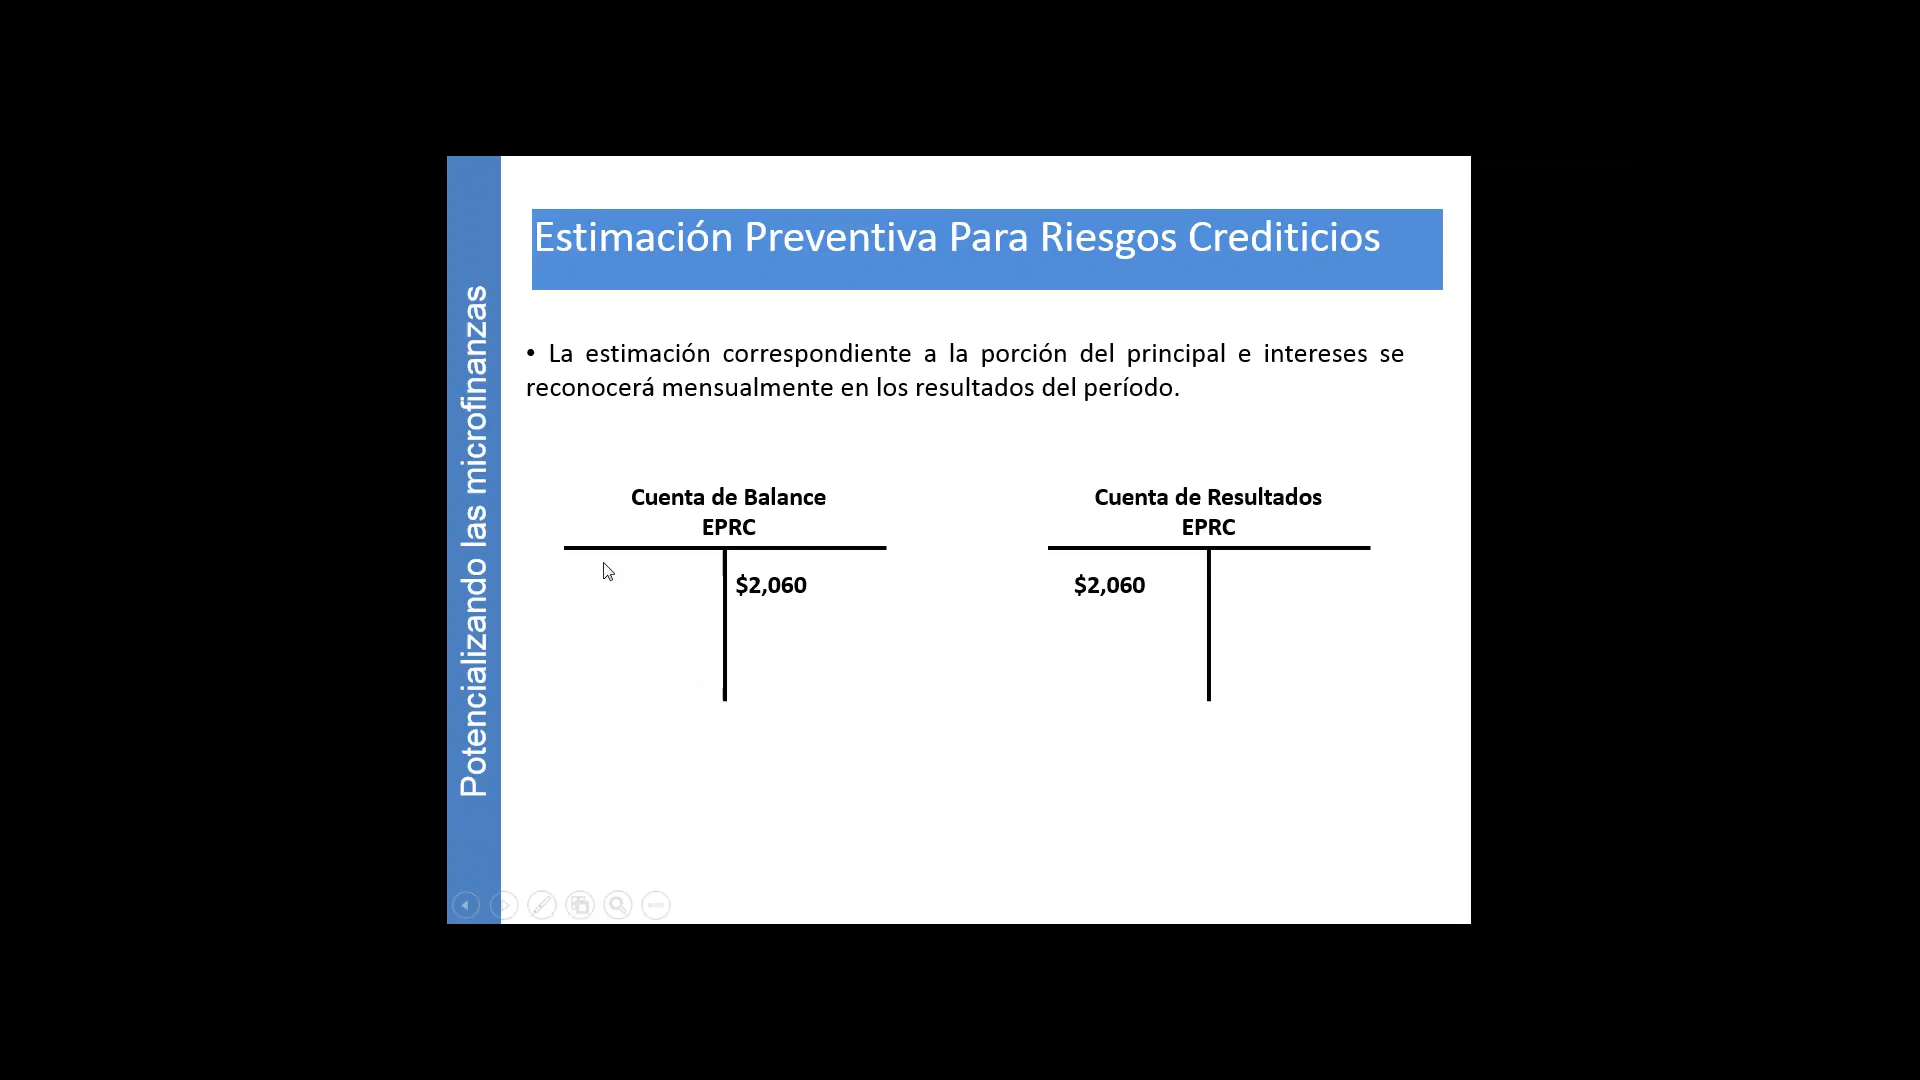 Potencializando las microfinanzas
Estimación Preventiva Para Riesgos Crediticios
• La estimación correspondiente a la porción del principal e intereses se
reconocerá mensualmente en los resultados del período.
Cuenta de Balance
EPRC
$2,060
Cuenta de Resultados
EPRC
$2,060